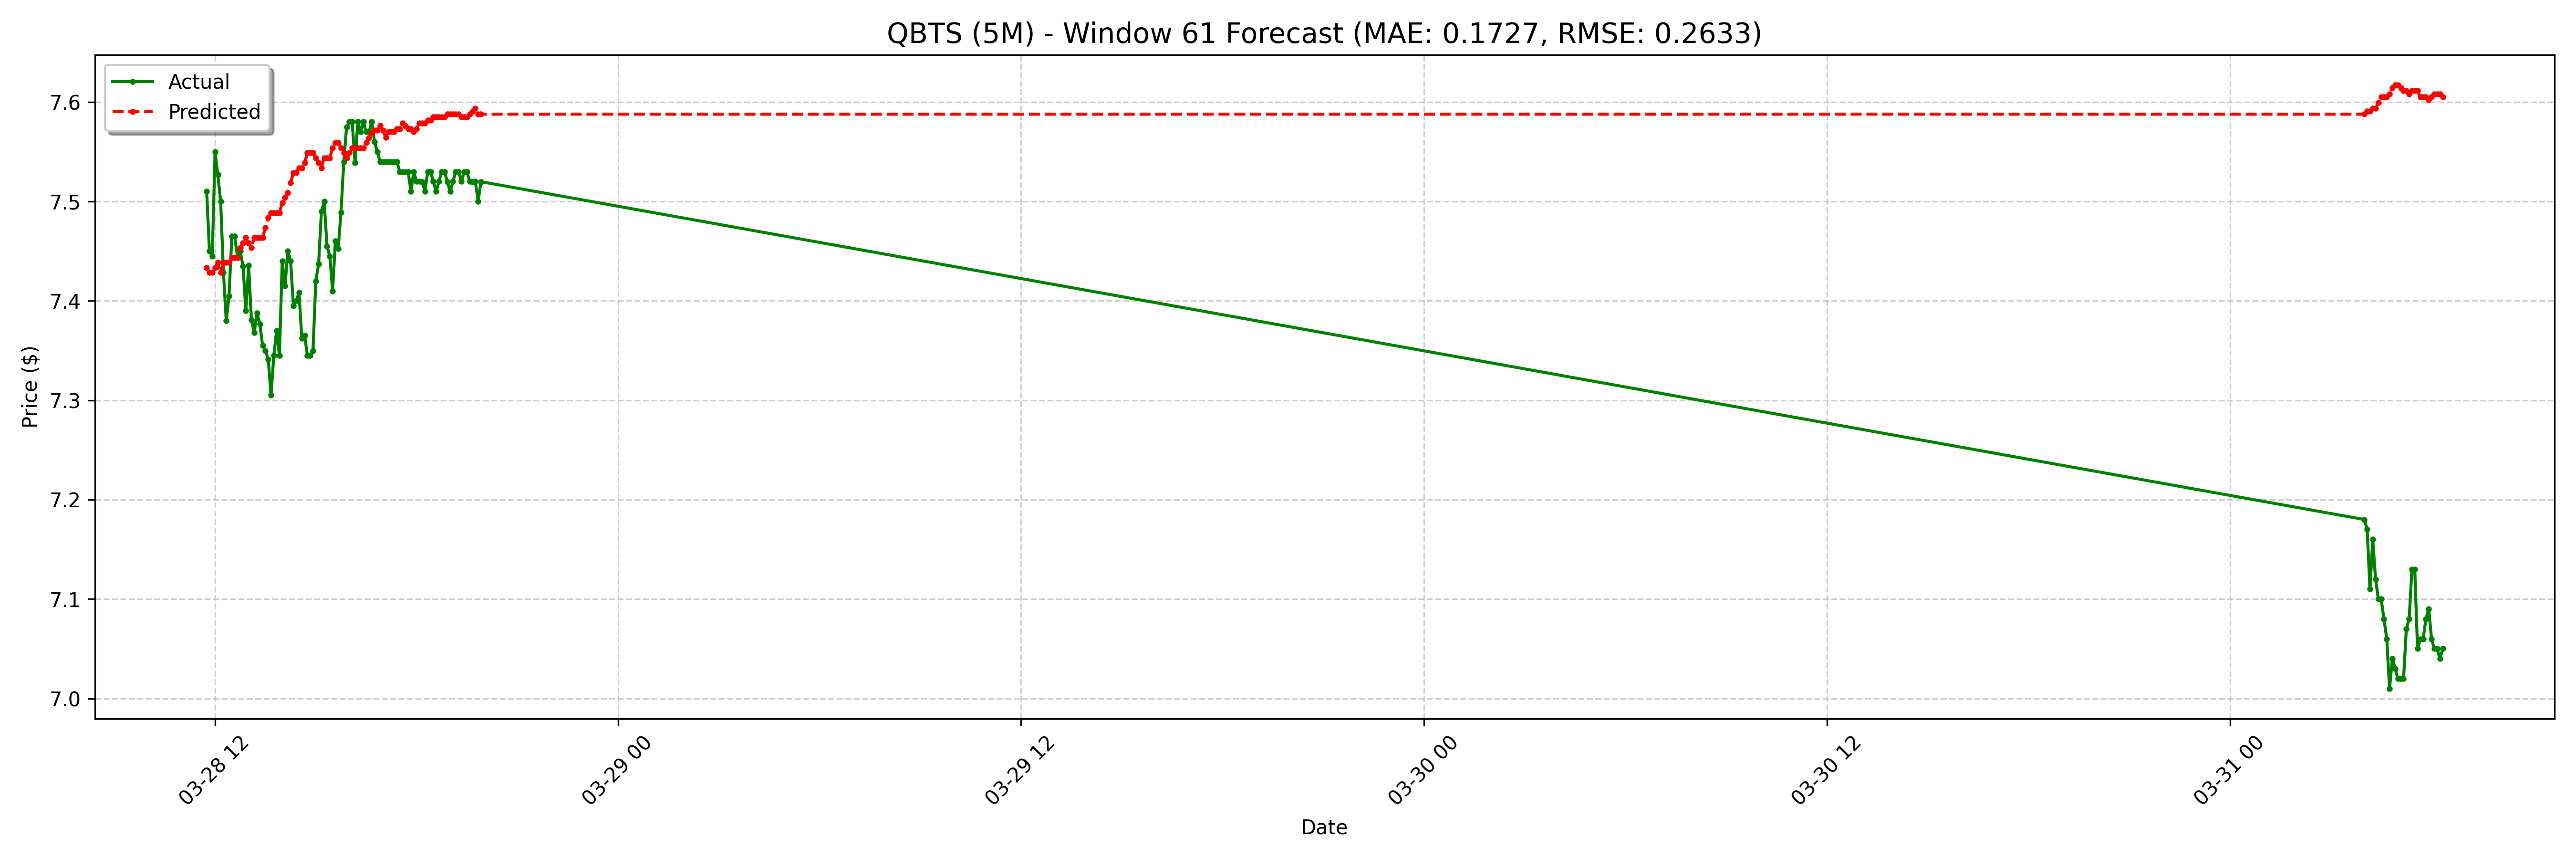 QBTS (5M) - Window 61 Forecast (MAE: 0.1727, RMSE: 0.2633)
Actual
Predicted
Price ($)
7.6
7.5
7.4
7.3
7.2
7.1
7.0
03-28 12
03-29 00
03-29 12
03-30 00
03-30 12
03-31 00
Date